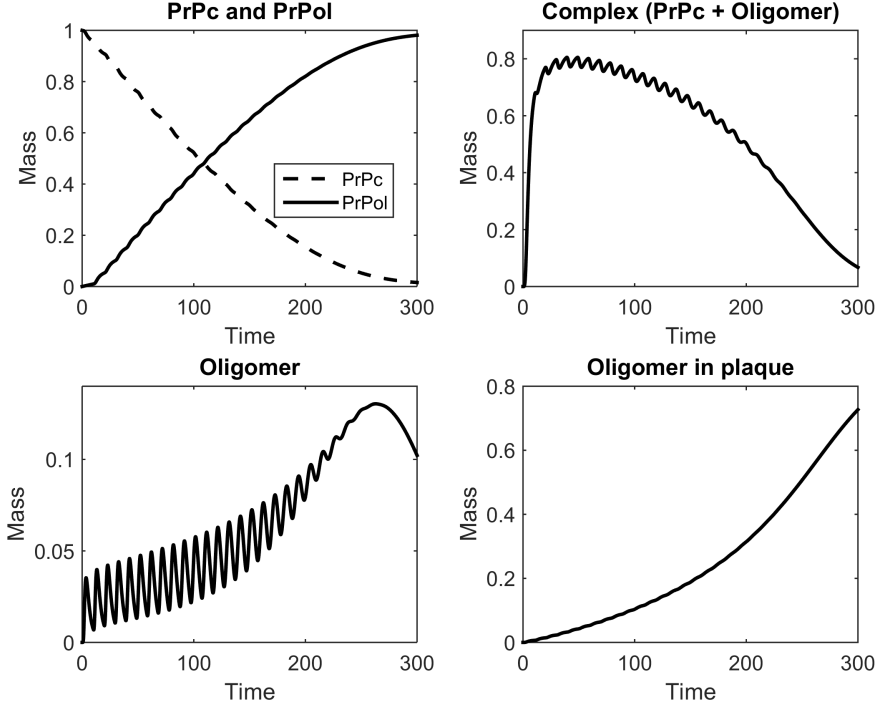 PrPc and PrPol
1
0.8
0.6
0.4
0.2
0
Mass
PrPc
PrPol
0 100 200 300
Time
Complex (PrPc + Oligomer)
0.8
0.6
0.4
0.2
0
Mass
0 100 200 300
Time
Oligomer
0.1
0.05
0
Mass
0 100 200 300
Time
Oligomer in plaque
0.8
0.6
0.4
0.2
0
Mass
0 100 200 300
Time